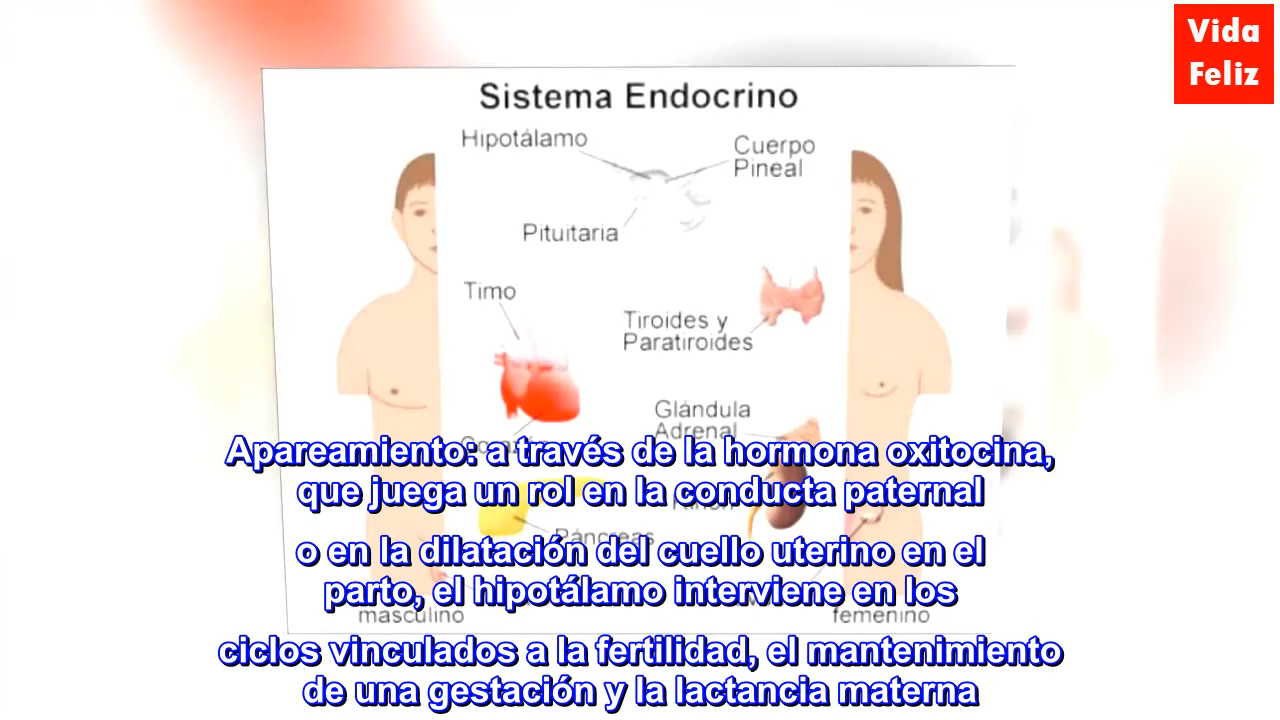 Vida
Feliz
Sistema Endocrino
Hipotálamo
Cuerpo
Pineal
Pituitaria
Timo
Tiroides y
Paratiroides
Glándula
Adrenal
Apareamiento: a través de la hormona oxitocina,
que juega un rol en la conducta paternal
Páncreas
o en la dilatación del cuello uterino en el
parto, el hipotálamo interviene en los
masculino
femenino
ciclos vinculados a la fertilidad, el mantenimiento
de una gestación y la lactancia materna